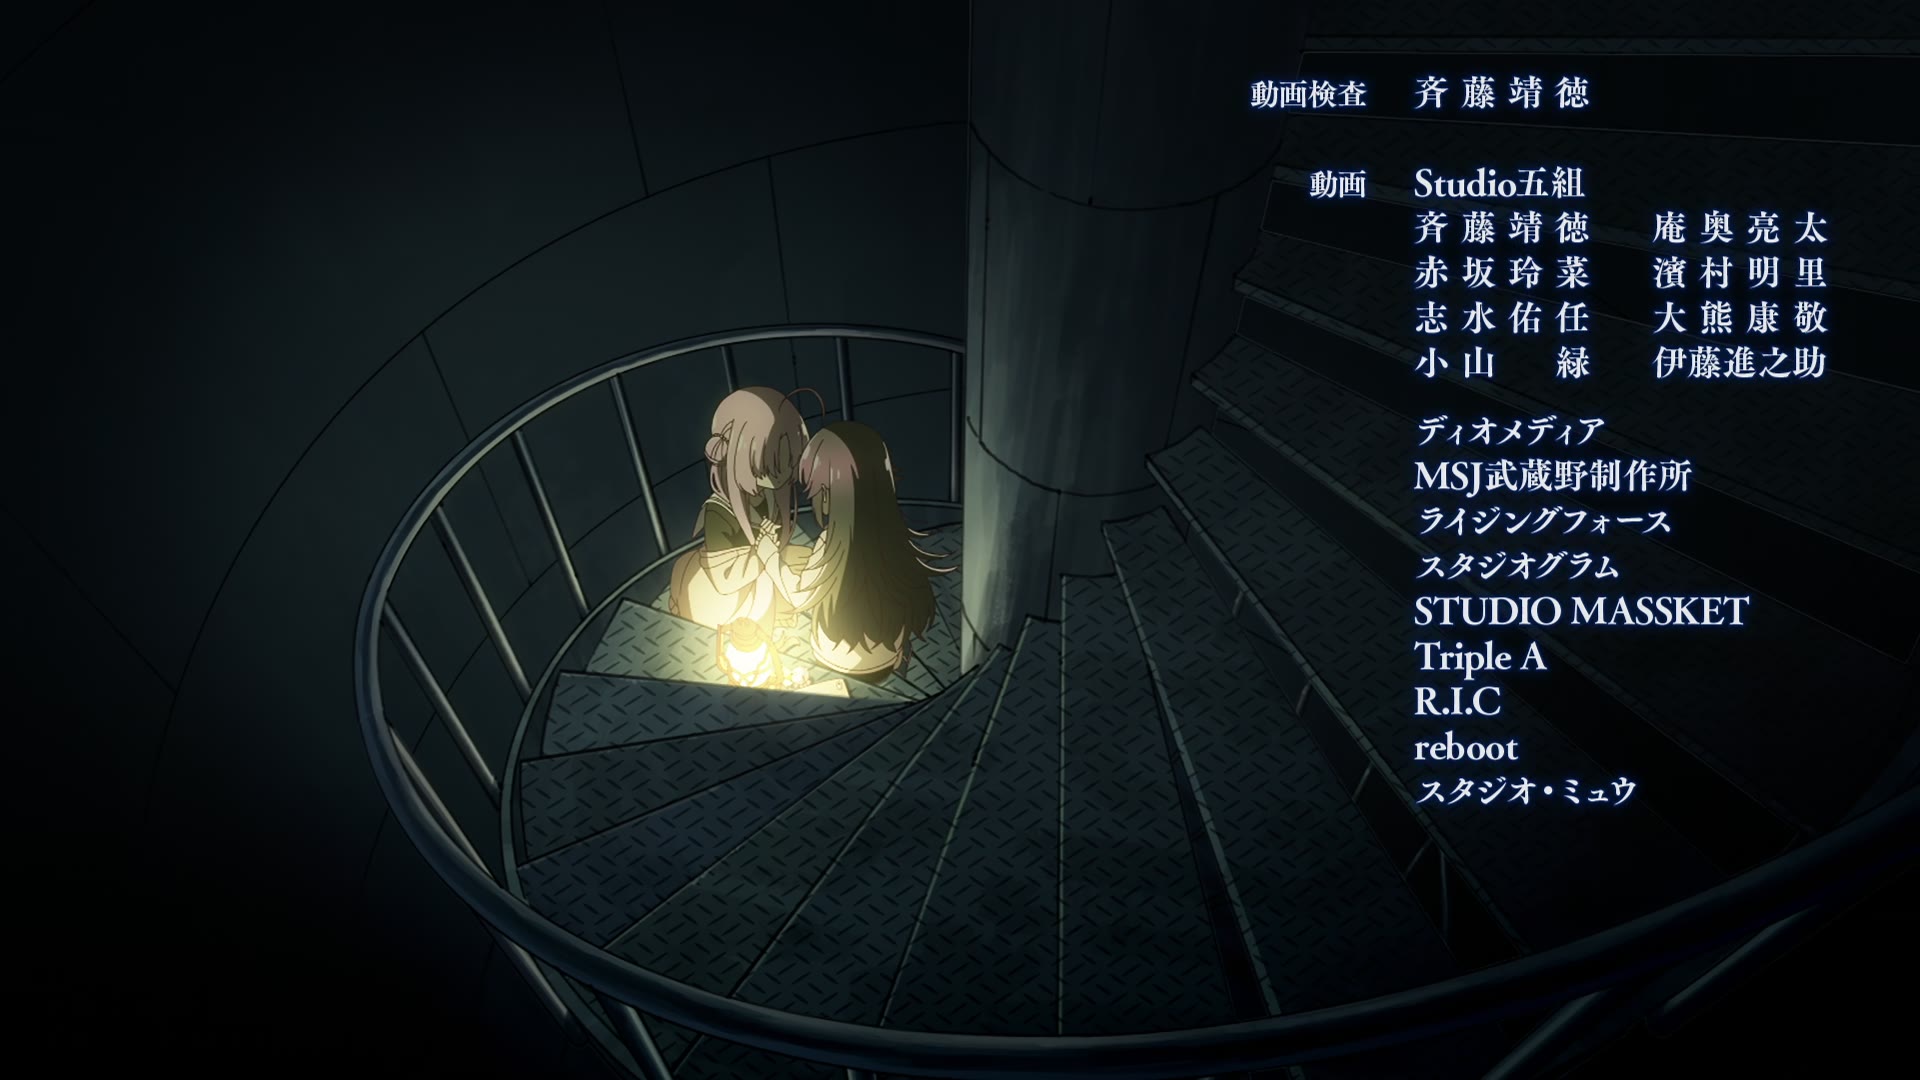 動画検査 斉藤靖徳
動画 Studio五組
斉藤靖徳 庵奥亮太
赤坂玲菜 濱村明里
志水佑任 大熊康敬
小山 緑 伊藤進之助
ディオメディア
MSJ武蔵野制作所
ライジングフォース
スタジオグラム
STUDIO MASSKET
Triple A
R.I.C
reboot
スタジオ・ミュウ